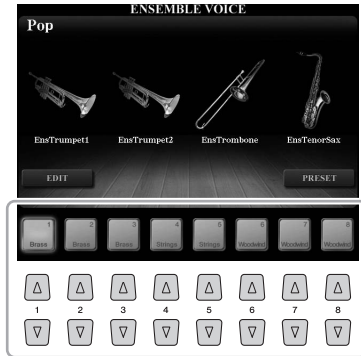 ENSEMBLE VOICE
Pop
EnsTrumpet1 EnsTrumpet2 EnsTrombone EnsTenorSax
EDIT PRESET
1 2 3 4 5 6 7 8
Brass Brass Brass Strings Strings Woodwind Woodwind Woodwind
1 2 3 4 5 6 7 8